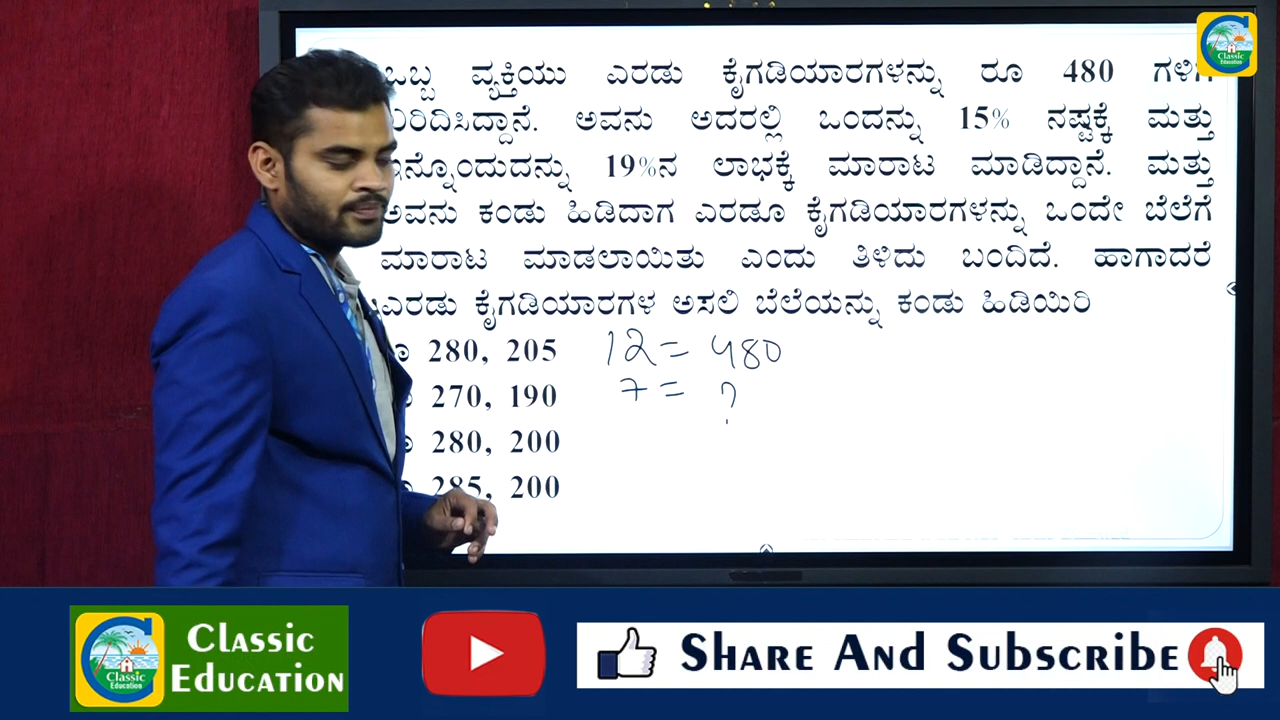 ಒಬ್ಬ ವ್ಯಕ್ತಿಯು ಎರಡು ಕೈಗಡಿಯಾರಗಳನ್ನು ರೂ 480 ಗಳಿಗೆ
ಖರಿದಿಸಿದ್ದಾನೆ. ಅವನು ಅದರಲ್ಲಿ ಒಂದನ್ನು 15% ನಷ್ಟಕ್ಕೆ ಮತ್ತು
ಇನ್ನೊಂದುದನ್ನು 19%ನ ಲಾಭಕ್ಕೆ ಮಾರಾಟ ಮಾಡಿದ್ದಾನೆ. ಮತ್ತು
ಅವನು ಕಂಡು ಹಿಡಿದಾಗ ಎರಡೂ ಕೈಗಡಿಯಾರಗಳನ್ನು ಒಂದೇ ಬೆಲೆಗೆ
ಮಾರಾಟ ಮಾಡಲಾಯಿತು ಎಂದು ತಿಳಿದು ಬಂದಿದೆ. ಹಾಗಾದರೆ
ಎರಡು ಕೈಗಡಿಯಾರಗಳ ಅಸಲಿ ಬೆಲೆಯನ್ನು ಕಂಡು ಹಿಡಿಯಿರಿ
280, 205
270, 190
280, 200
285, 200
12 = 480
7 = ?
Classic
Education
Classic
Education
Classic
Education
Share And Subscribe